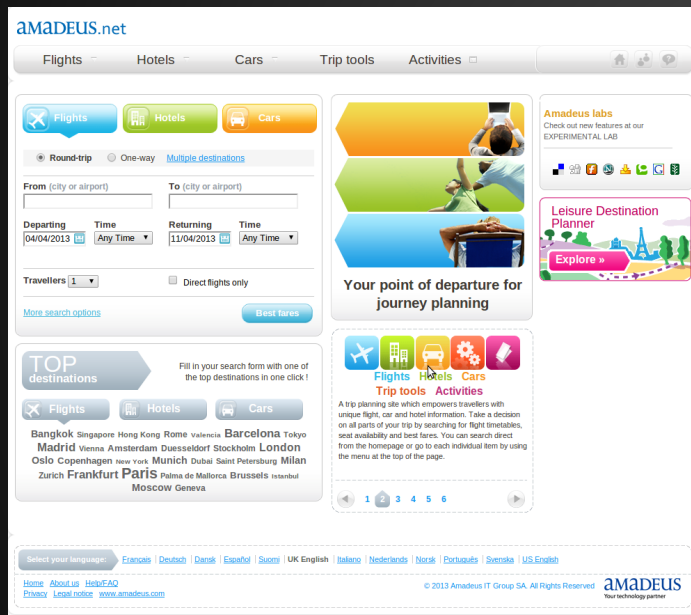 amadeus.net
Flights Hotels Cars Trip tools Activities
Flights Hotels Cars
Round-trip One-way Multiple destinations
From (city or airport) To (city or airport)
Departing Time Returning Time
04/04/2013 Any Time 11/04/2013 Any Time
Travellers 1 Direct flights only
More search options Best fares
TOP
destinations
Fill in your search form with one of
the top destinations in one click !
Flights Hotels Cars
Bangkok Singapore Hong Kong Rome Valencia Barcelona Tokyo
Madrid Vienna Amsterdam Duesseldorf Stockholm London
Oslo Copenhagen New York Munich Dubai Saint Petersburg Milan
Zurich Frankfurt Paris Palma de Mallorca Brussels Istanbul
Moscow Geneva
Your point of departure for
journey planning
Flights Hotels Cars
Trip tools Activities
A trip planning site which empowers travellers with
unique flight, car and hotel information. Take a decision
on all parts of your trip by searching for flight timetables,
seat availability and best fares. You can search direct
from the homepage or go to each individual item by using
the menu at the top of the page.
1 2 3 4 5 6
Amadeus labs
Check out new features at our
EXPERIMENTAL LAB
Leisure Destination
Planner
Explore »
Select your language: Français Deutsch Dansk Español Suomi UK English Italiano Nederlands Norsk Português Svenska US English
Home About us Help/FAQ
Privacy Legal notice www.amadeus.com
© 2013 Amadeus IT Group SA. All Rights Reserved
amadeus
Your technology partner